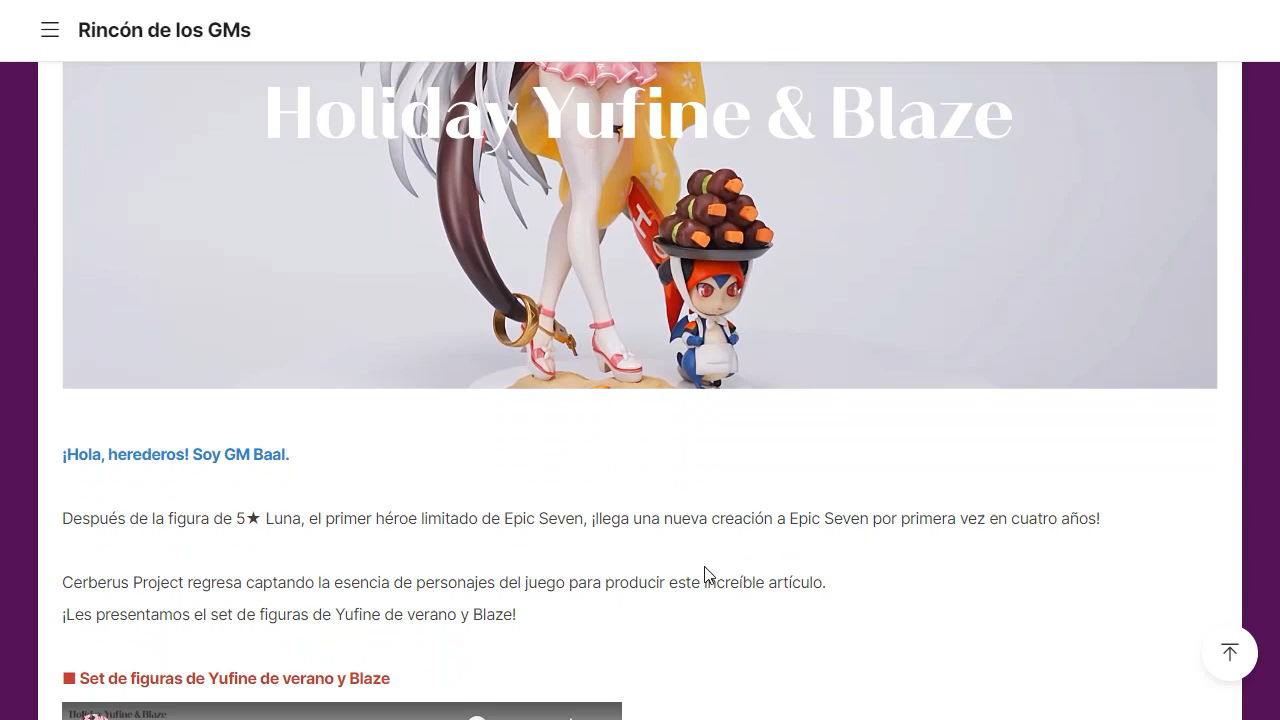 Rincón de los GMs
Holiday Yufine & Blaze
¡Hola, herederos! Soy GM Baal.
Después de la figura de 5★ Luna, el primer héroe limitado de Epic Seven, ¡llega una nueva creación a Epic Seven por primera vez en cuatro años!
Cerberus Project regresa captando la esencia de personajes del juego para producir este increíble artículo.
¡Les presentamos el set de figuras de Yufine de verano y Blaze!
■ Set de figuras de Yufine de verano y Blaze
Holiday Yufine & Blaze